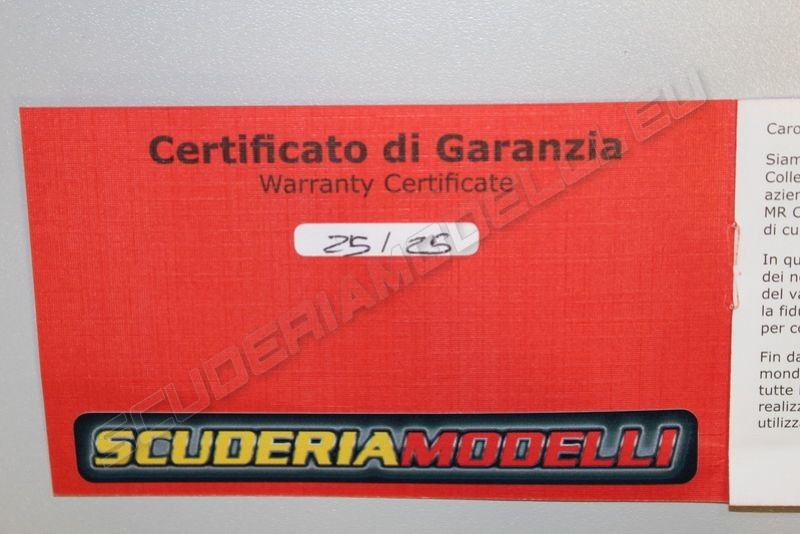 Certificato di Garanzia
Warranty Certificate
25/25
SCUDERIAMODELLI
SCUDERIAMODELLI.EU
Caro
Siam
Colle
azien
MR C
di cu
In qu
dei n
del va
la fidu
per co
Fin da
mond
tutte i
realizz
utilizza